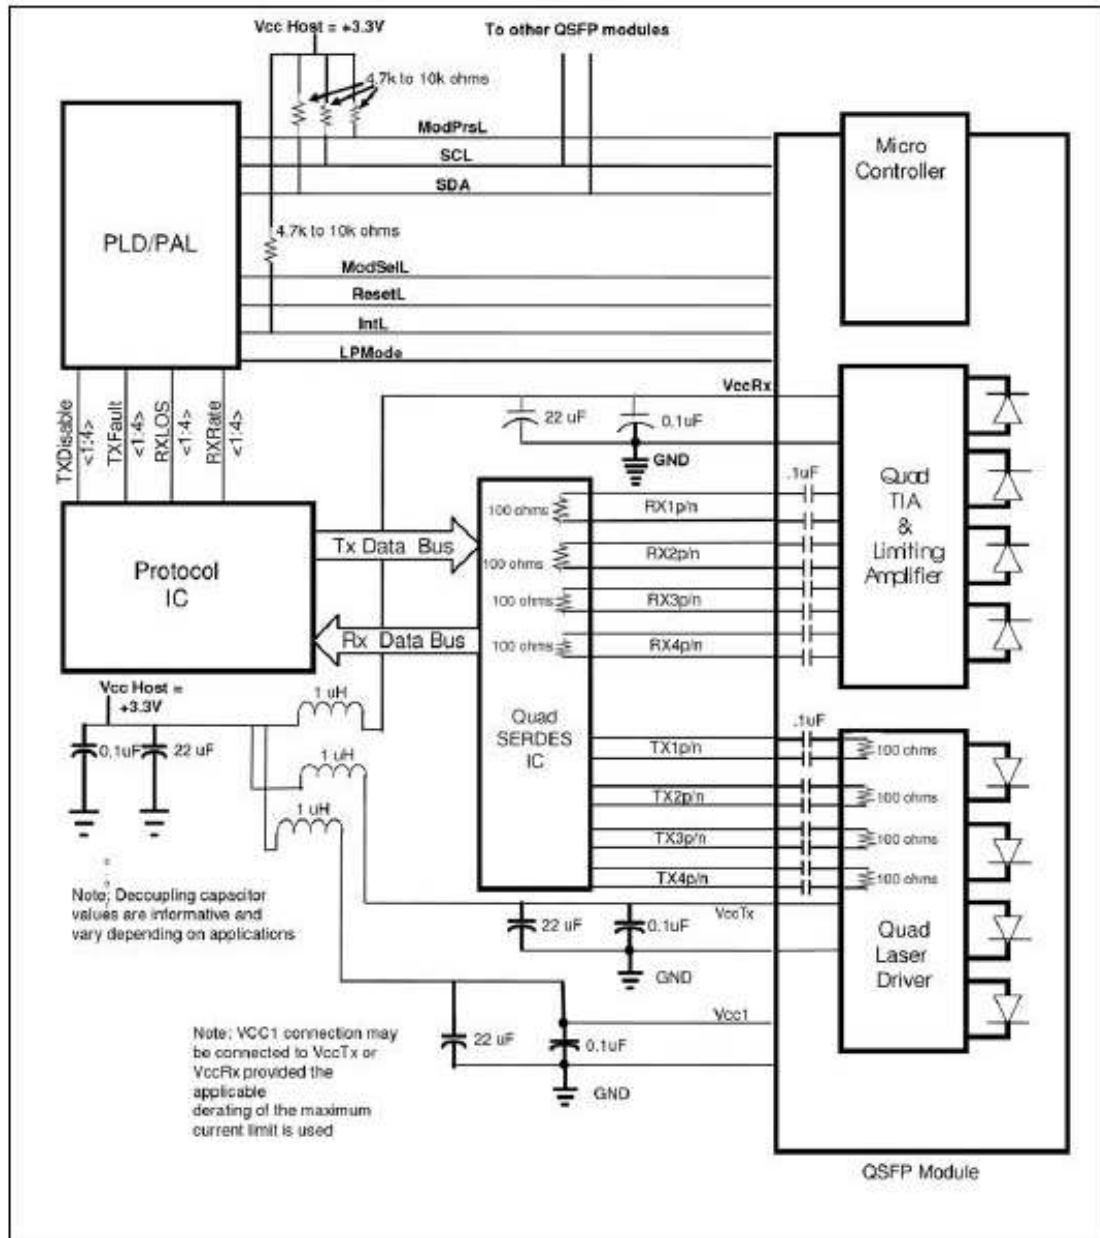 Vcc Host = +3.3V
To other QSFP modules
4.7k to 10k ohms
ModPrsL
SCL
SDA
PLD/PAL
4.7k to 10k ohms
ModSelL
ResetL
IntL
LPMode
Micro
Controller
TXDisable
<1:4>
TXFault
<1:4>
RXLOS
<1:4>
RXRate
<1:4>
VccRx
22 uF
0.1uF
GND
.1uF
Quad
TIA
&
Limiting
Amplifier
100 ohms
RX1p/n
100 ohms
RX2p/n
100 ohms
RX3p/n
100 ohms
RX4p/n
Tx Data Bus
Protocol
IC
Rx Data Bus
Vcc Host =
+3.3V
0.1uF
22 uF
1 uH
1 uH
1 uH
Quad
SERDES
IC
.1uF
TX1p/n
100 ohms
TX2p/n
100 ohms
TX3p/n
100 ohms
TX4p/n
100 ohms
Note: Decoupling capacitor
values are informative and
vary depending on applications
VccTx
22 uF
0.1uF
GND
Quad
Laser
Driver
Vcc1
22 uF
0.1uF
GND
Note: VCC1 connection may
be connected to VccTx or
VccRx provided the
applicable
derating of the maximum
current limit is used
QSFP Module